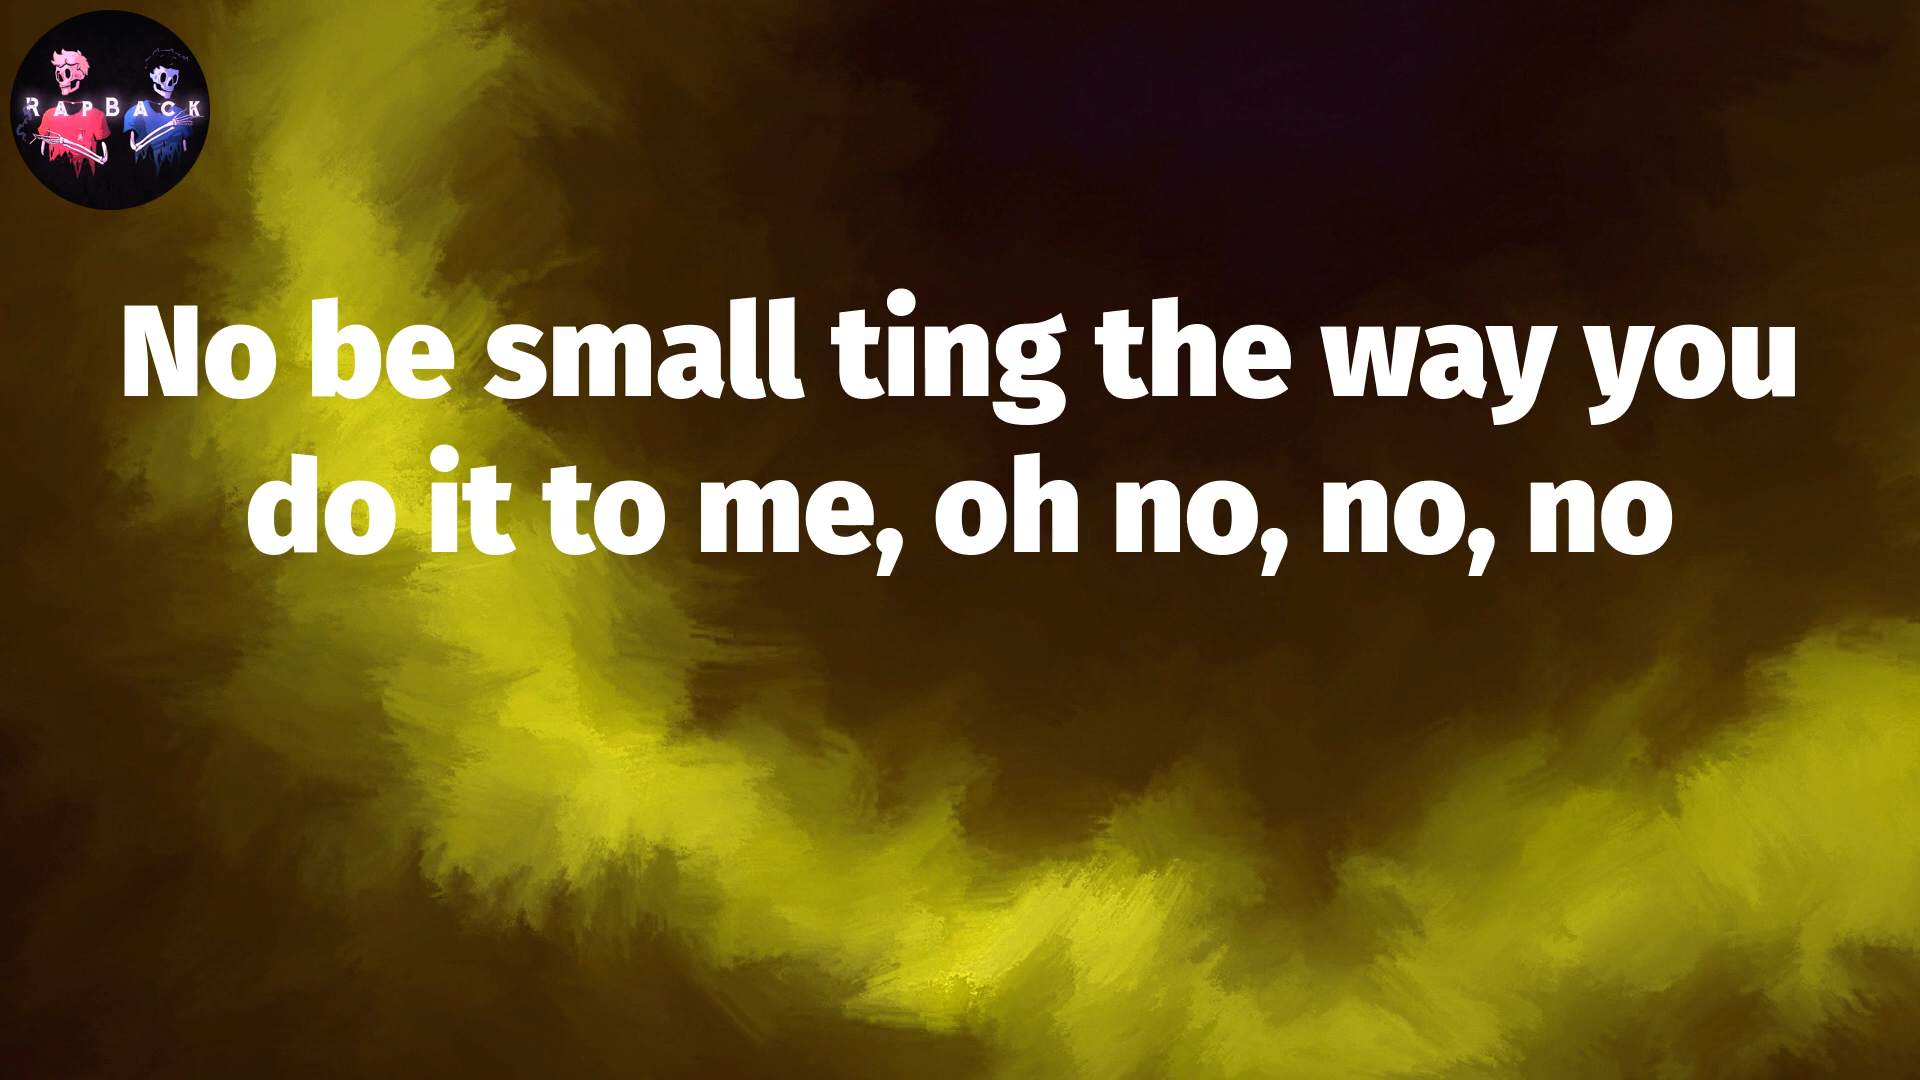 RAPBACK
No be small ting the way you
do it to me, oh no, no, no